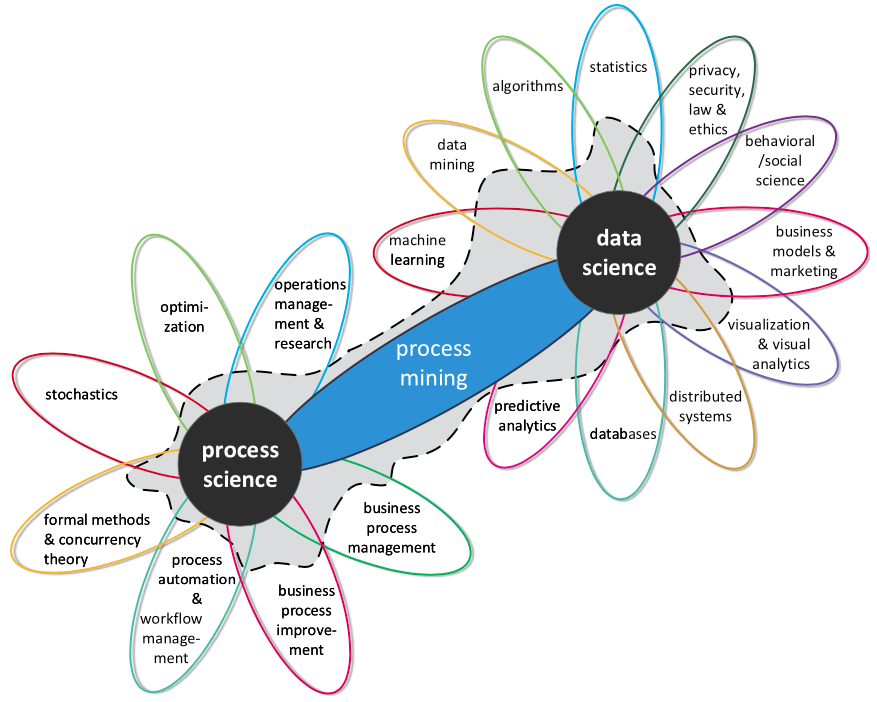 statistics
algorithms
privacy,
security,
law &
ethics
data
mining
behavioral
/social
science
machine
learning
data
science
business
models &
marketing
visualization
& visual
analytics
distributed
systems
databases
predictive
analytics
process
mining
operations
manage-
ment &
research
optimi-
zation
stochastics
process
science
formal methods
& concurrency
theory
process
automation
&
workflow
manage-
ment
business
process
improve-
ment
business
process
management